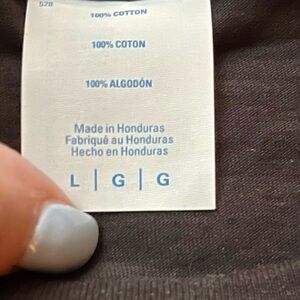 528
100% COTTON
100% COTON
100% ALGODÓN
Made in Honduras
Fabriqué au Honduras
Hecho en Honduras
L | G | G